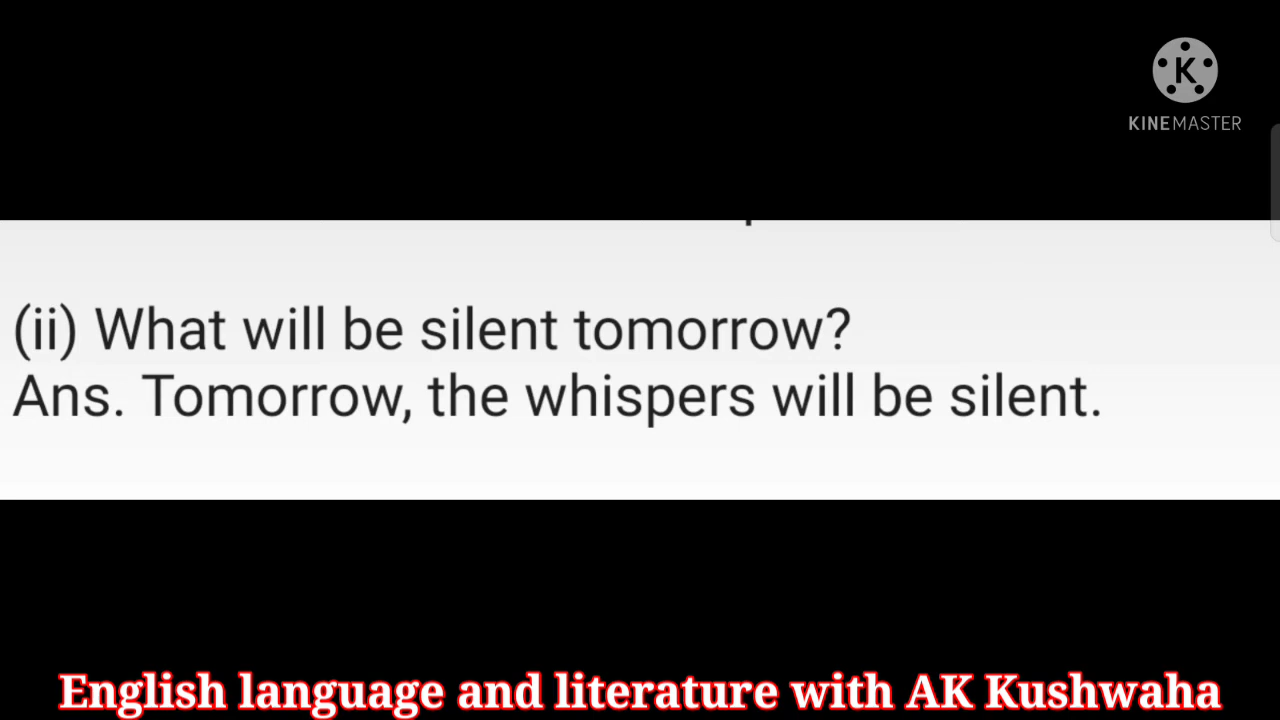 KINEMASTER
(ii) What will be silent tomorrow?
Ans. Tomorrow, the whispers will be silent.
English language and literature with AK Kushwaha